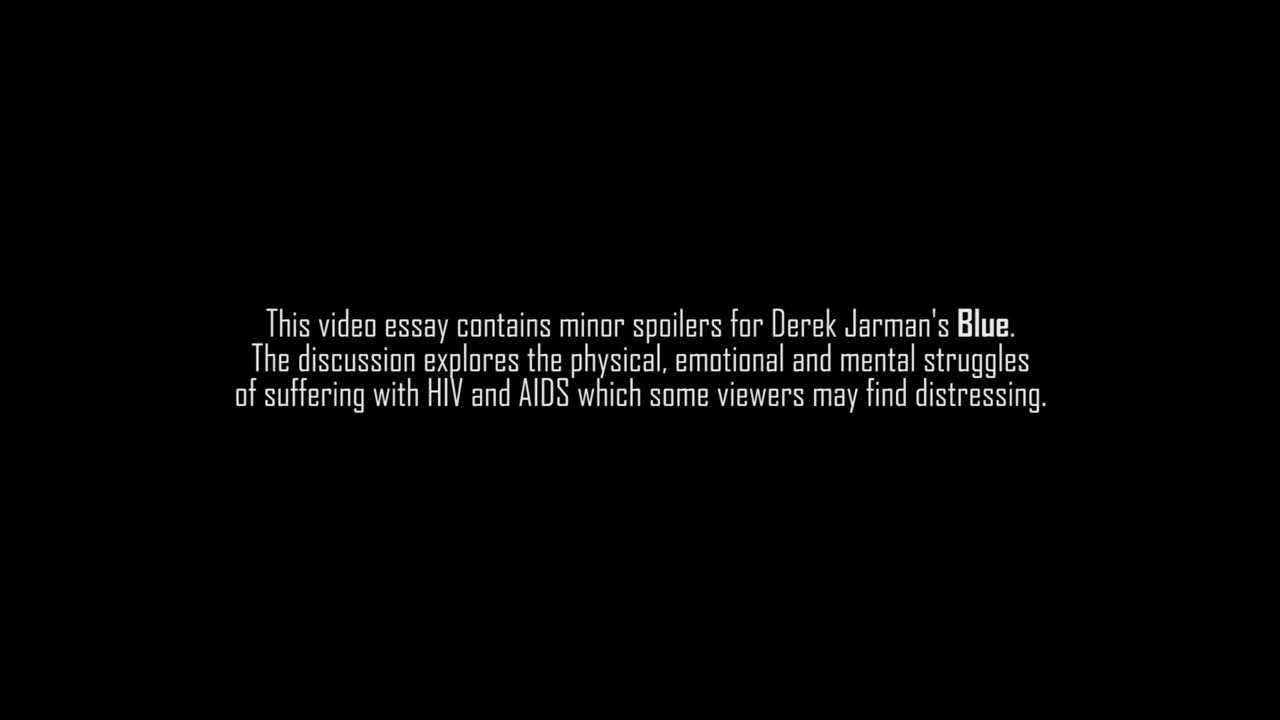 This video essay contains minor spoilers for Derek Jarman's Blue.
The discussion explores the physical, emotional and mental struggles
of suffering with HIV and AIDS which some viewers may find distressing.